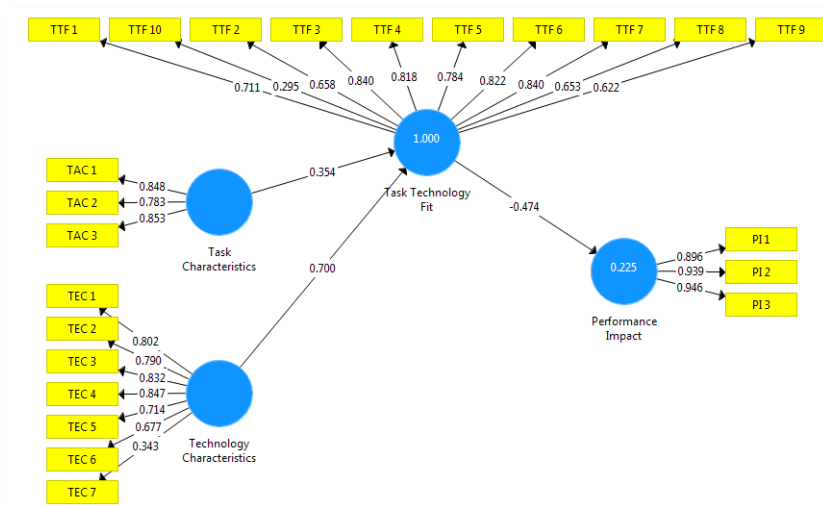 TTF 1
TTF 10
TTF 2
TTF 3
TTF 4
TTF 5
TTF 6
TTF 7
TTF 8
TTF 9
0.711
0.295
0.658
0.840
0.818
0.784
0.822
0.840
0.653
0.622
1.000
Task Technology
Fit
TAC 1
TAC 2
TAC 3
0.848
0.783
0.853
Task
Characteristics
0.354
0.700
-0.474
0.225
Performance
Impact
0.896
0.939
0.946
PI 1
PI 2
PI 3
TEC 1
TEC 2
TEC 3
TEC 4
TEC 5
TEC 6
TEC 7
0.802
0.790
0.832
0.847
0.714
0.677
0.343
Technology
Characteristics